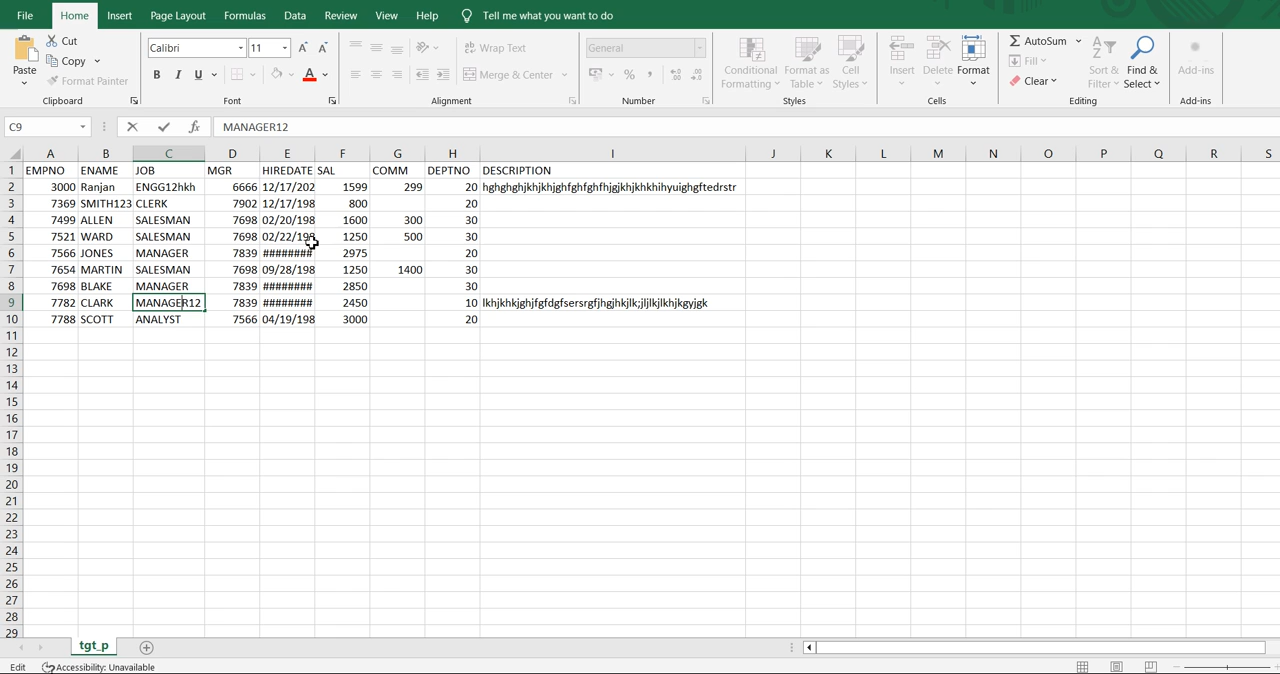 File Home Insert Page Layout Formulas Data Review View Help Tell me what you want to do
Paste Cut Copy Format Painter Clipboard
Calibri 11 A A B I U A Font
ab Wrap Text Merge & Center Alignment
General % , Number
Conditional Formatting Format as Table Cell Styles Styles
Insert Delete Format Cells
AutoSum Fill Clear Sort & Filter Find & Select Editing
Add-ins Add-ins
C9 fx MANAGER12
A B C D E F G H I J K L M N O P Q R S
1 EMPNO ENAME JOB MGR HIREDATE SAL COMM DEPTNO DESCRIPTION
2 3000 Ranjan ENGG12hkh 6666 12/17/202 1599 299 20 hghghghjkhjkhjghfghfghfhjgjkhjkhkhihyuighgftedrstr
3 7369 SMITH123 CLERK 7902 12/17/198 800 20
4 7499 ALLEN SALESMAN 7698 02/20/198 1600 300 30
5 7521 WARD SALESMAN 7698 02/22/198 1250 500 30
6 7566 JONES MANAGER 7839 ######## 2975 20
7 7654 MARTIN SALESMAN 7698 09/28/198 1250 1400 30
8 7698 BLAKE MANAGER 7839 ######## 2850 30
9 7782 CLARK MANAGER12 7839 ######## 2450 10 lkhjkhkjghjfgfdgfsersrgfjhgjhkjlk;jljlkjlkhjkgyjgk
10 7788 SCOTT ANALYST 7566 04/19/198 3000 20
11
12
13
14
15
16
17
18
19
20
21
22
23
24
25
26
27
28
29
tgt_p
Edit Accessibility: Unavailable